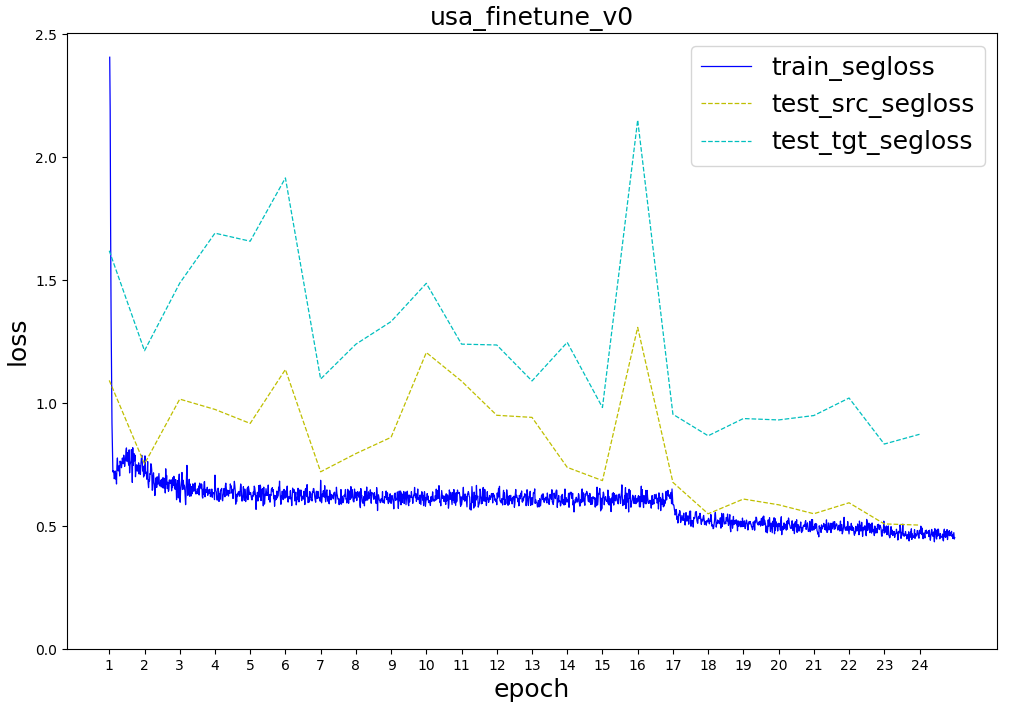 usa_finetune_v0
train_segloss
test_src_segloss
test_tgt_segloss
2.5
2.0
1.5
1.0
0.5
0.0
loss
1 2 3 4 5 6 7 8 9 10 11 12 13 14 15 16 17 18 19 20 21 22 23 24
epoch